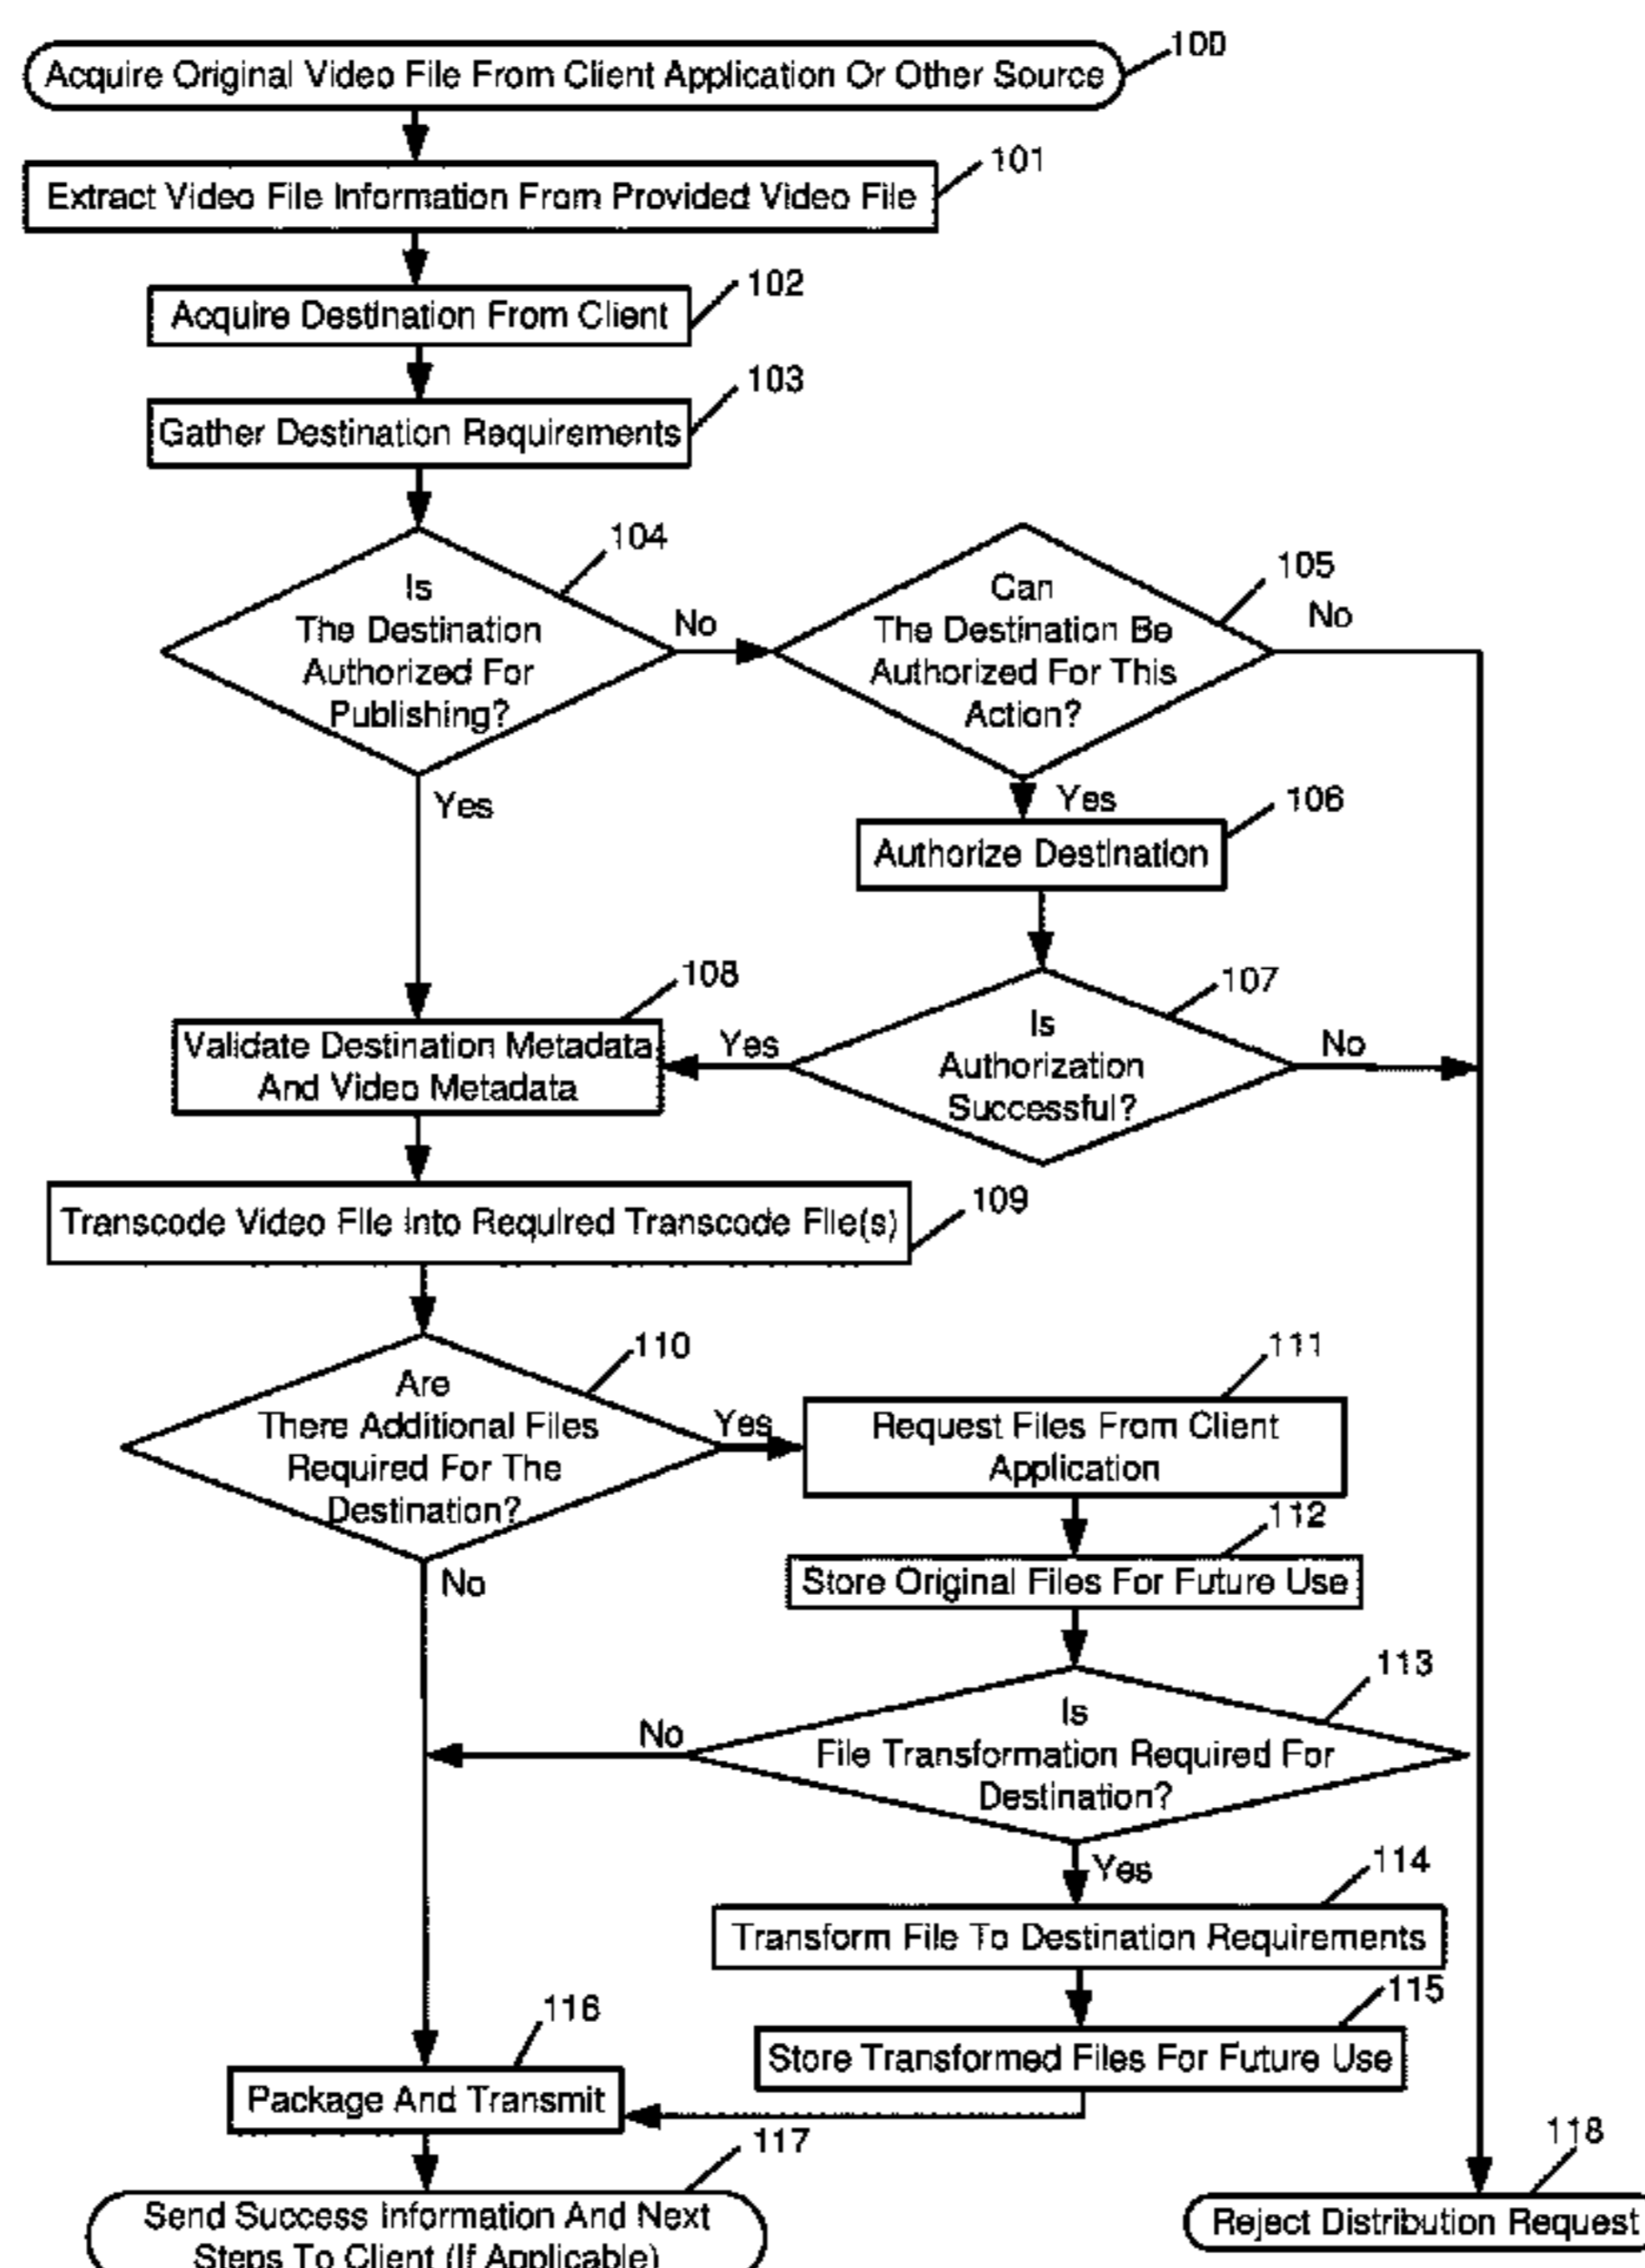 100
Acquire Original Video File From Client Application Or Other Source
101
Extract Video File Information From Provided Video File
102
Acquire Destination From Client
103
Gather Destination Requirements
104
Is
The Destination
Authorized For
Publishing?
No
Yes
105
Can
The Destination Be
Authorized For This
Action?
No
Yes
106
Authorize Destination
107
Is
Authorization
Successful?
Yes
No
108
Validate Destination Metadata
And Video Metadata
109
Transcode Video File Into Required Transcode File(s)
110
Are
There Additional Files
Required For The
Destination?
Yes
No
111
Request Files From Client
Application
112
Store Original Files For Future Use
113
Is
File Transformation Required For
Destination?
No
Yes
114
Transform File To Destination Requirements
115
Store Transformed Files For Future Use
116
Package And Transmit
117
Send Success Information And Next
Steps To Client (If Applicable)
118
Reject Distribution Request